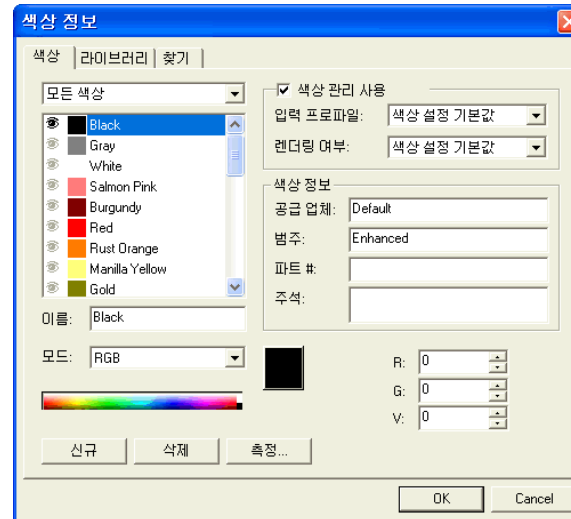 색상 정보
색상 라이브러리 찾기
모든 색상
Black
Gray
White
Salmon Pink
Burgundy
Red
Rust Orange
Manilla Yellow
Gold
이름: Black
모드: RGB
신규 삭제 측정...
색상 관리 사용
입력 프로파일: 색상 설정 기본값
렌더링 여부: 색상 설정 기본값
색상 정보
공급 업체: Default
범주: Enhanced
파트 #:
주석:
R: 0
G: 0
V: 0
OK Cancel